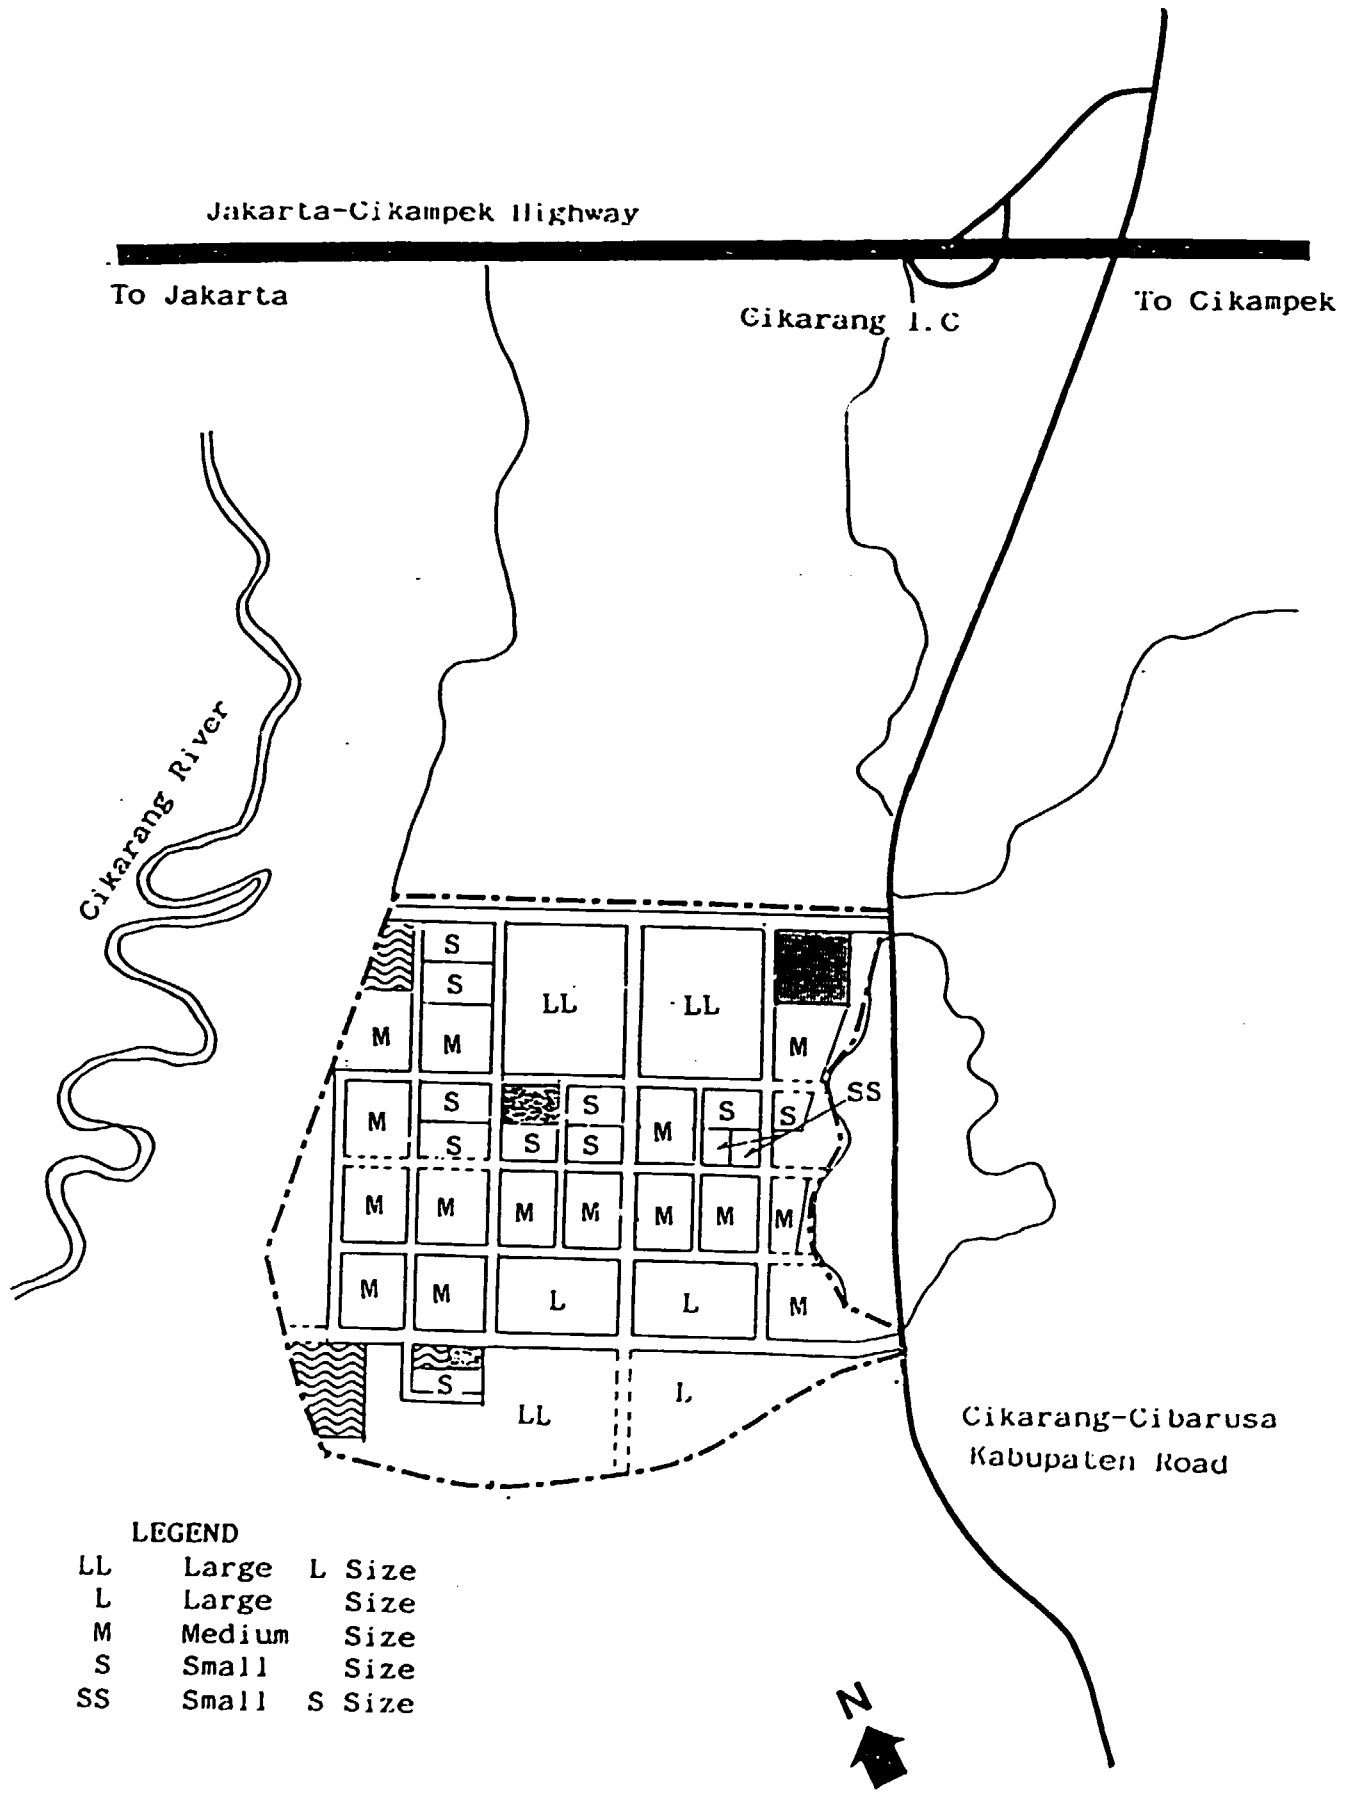 Jakarta-Cikampek Highway
To Jakarta
Cikarang I.C
To Cikampek
Cikarang River
S
S
LL
LL
M
M
M
S
S
S
M
S
S
SS
M
S
S
S
M
M
M
M
M
M
M
M
M
L
L
M
S
LL
L
Cikarang-Cibarusa
Kabupaten Road
LEGEND
LL Large L Size
L Large Size
M Medium Size
S Small Size
SS Small S Size
N